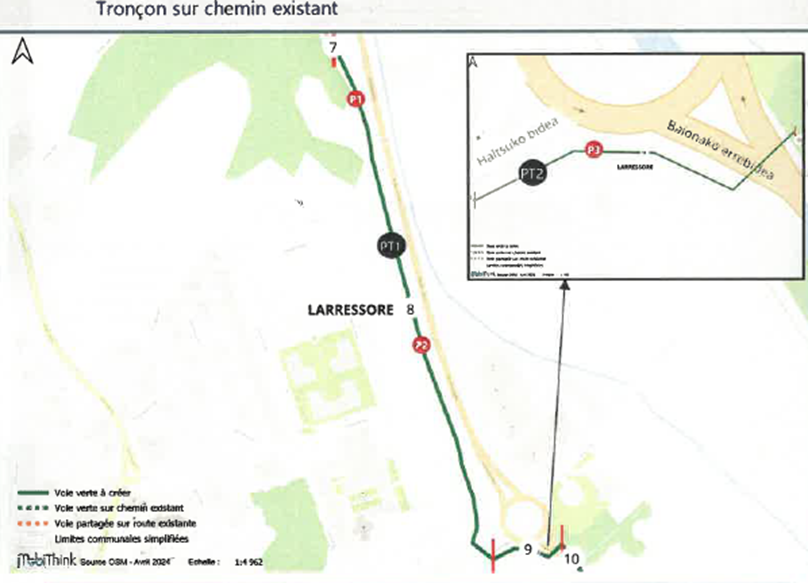 Tronçon sur chemin existant
7
P1
A
Haltsuko bidea
Baionako errebidea
P3
LARRESSORE
PT2
PT1
LARRESSORE 8
P2
Voie verte à créer
Voie verte sur chemin existant
Voie partagée sur route existante
Limites communales simplifiées
MobiThink Source OSM - Avril 2024 Echelle : 1:4 962
9
10